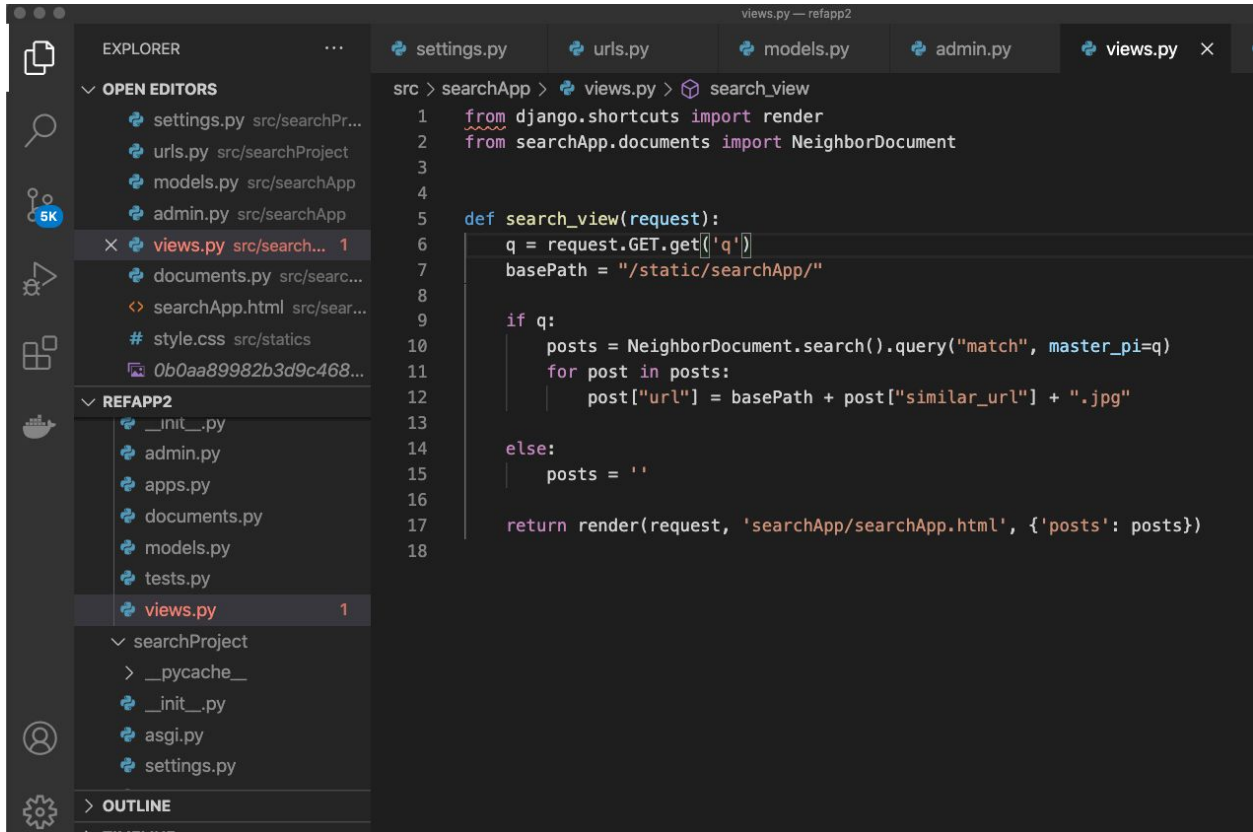 views.py — refapp2
EXPLORER ...
OPEN EDITORS
settings.py src/searchPr...
urls.py src/searchProject
models.py src/searchApp
admin.py src/searchApp
views.py src/search... 1
documents.py src/searc...
searchApp.html src/sear...
style.css src/statics
0b0aa89982b3d9c468...
REFAPP2
__init__.py
admin.py
apps.py
documents.py
models.py
tests.py
views.py 1
searchProject
__pycache__
__init__.py
asgi.py
settings.py
OUTLINE
5K
settings.py urls.py models.py admin.py views.py
src > searchApp > views.py > search_view
1 from django.shortcuts import render
2 from searchApp.documents import NeighborDocument
3
4
5 def search_view(request):
6     q = request.GET.get('q')
7     basePath = "/static/searchApp/"
8
9     if q:
10         posts = NeighborDocument.search().query("match", master_pi=q)
11         for post in posts:
12             post["url"] = basePath + post["similar_url"] + ".jpg"
13
14     else:
15         posts = ''
16
17     return render(request, 'searchApp/searchApp.html', {'posts': posts})
18